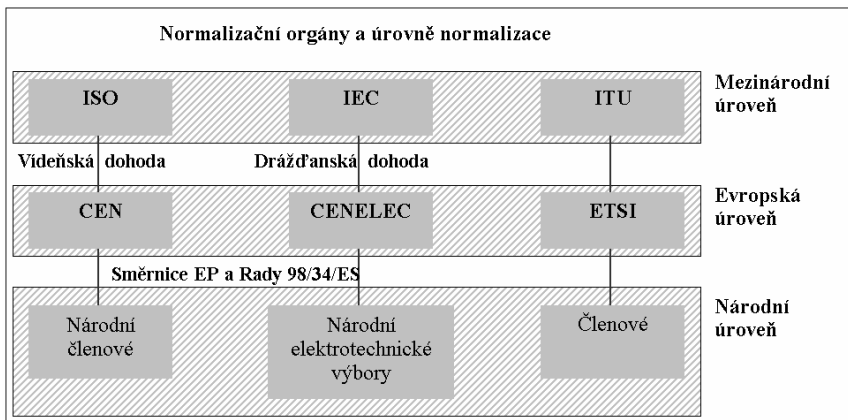 Normalizační orgány a úrovně normalizace
ISO
IEC
ITU
Mezinárodní
úroveň
Vídeňská dohoda
Drážďanská dohoda
CEN
CENELEC
ETSI
Evropská
úroveň
Směrnice EP a Rady 98/34/ES
Národní
členové
Národní
elektrotechnické
výbory
Členové
Národní
úroveň